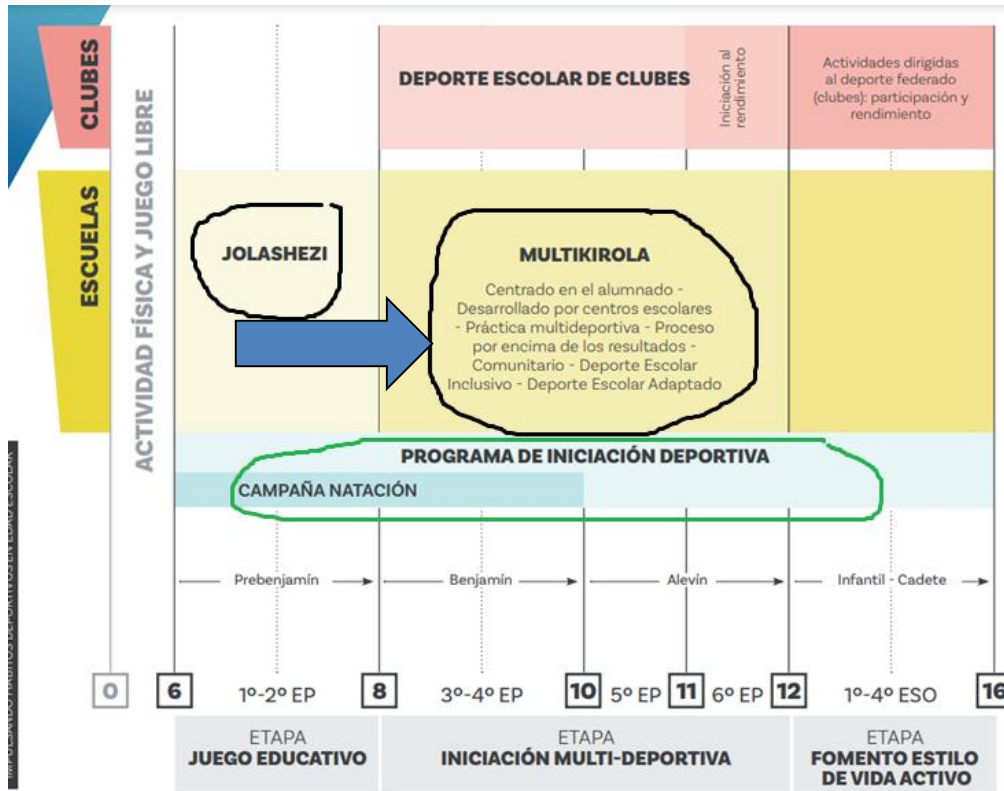 CLUBES
DEPORTE ESCOLAR DE CLUBES
Iniciación al
rendimiento
Actividades dirigidas
al deporte federado
(clubes): participación y
rendimiento
ESCUELAS
ACTIVIDAD FÍSICA Y JUEGO LIBRE
JOLASHEZI
MULTIKIROLA
Centrado en el alumnado -
Desarrollado por centros escolares
- Práctica multideportiva - Proceso
por encima de los resultados -
Comunitario - Deporte Escolar
Inclusivo - Deporte Escolar Adaptado
PROGRAMA DE INICIACIÓN DEPORTIVA
CAMPAÑA NATACIÓN
Prebenjamín
Benjamín
Alevín
Infantil - Cadete
0 6 1º-2º EP 8 3º-4º EP 10 5º EP 11 6º EP 12 1º-4º ESO 16
ETAPA
JUEGO EDUCATIVO
ETAPA
INICIACIÓN MULTI-DEPORTIVA
ETAPA
FOMENTO ESTILO
DE VIDA ACTIVO